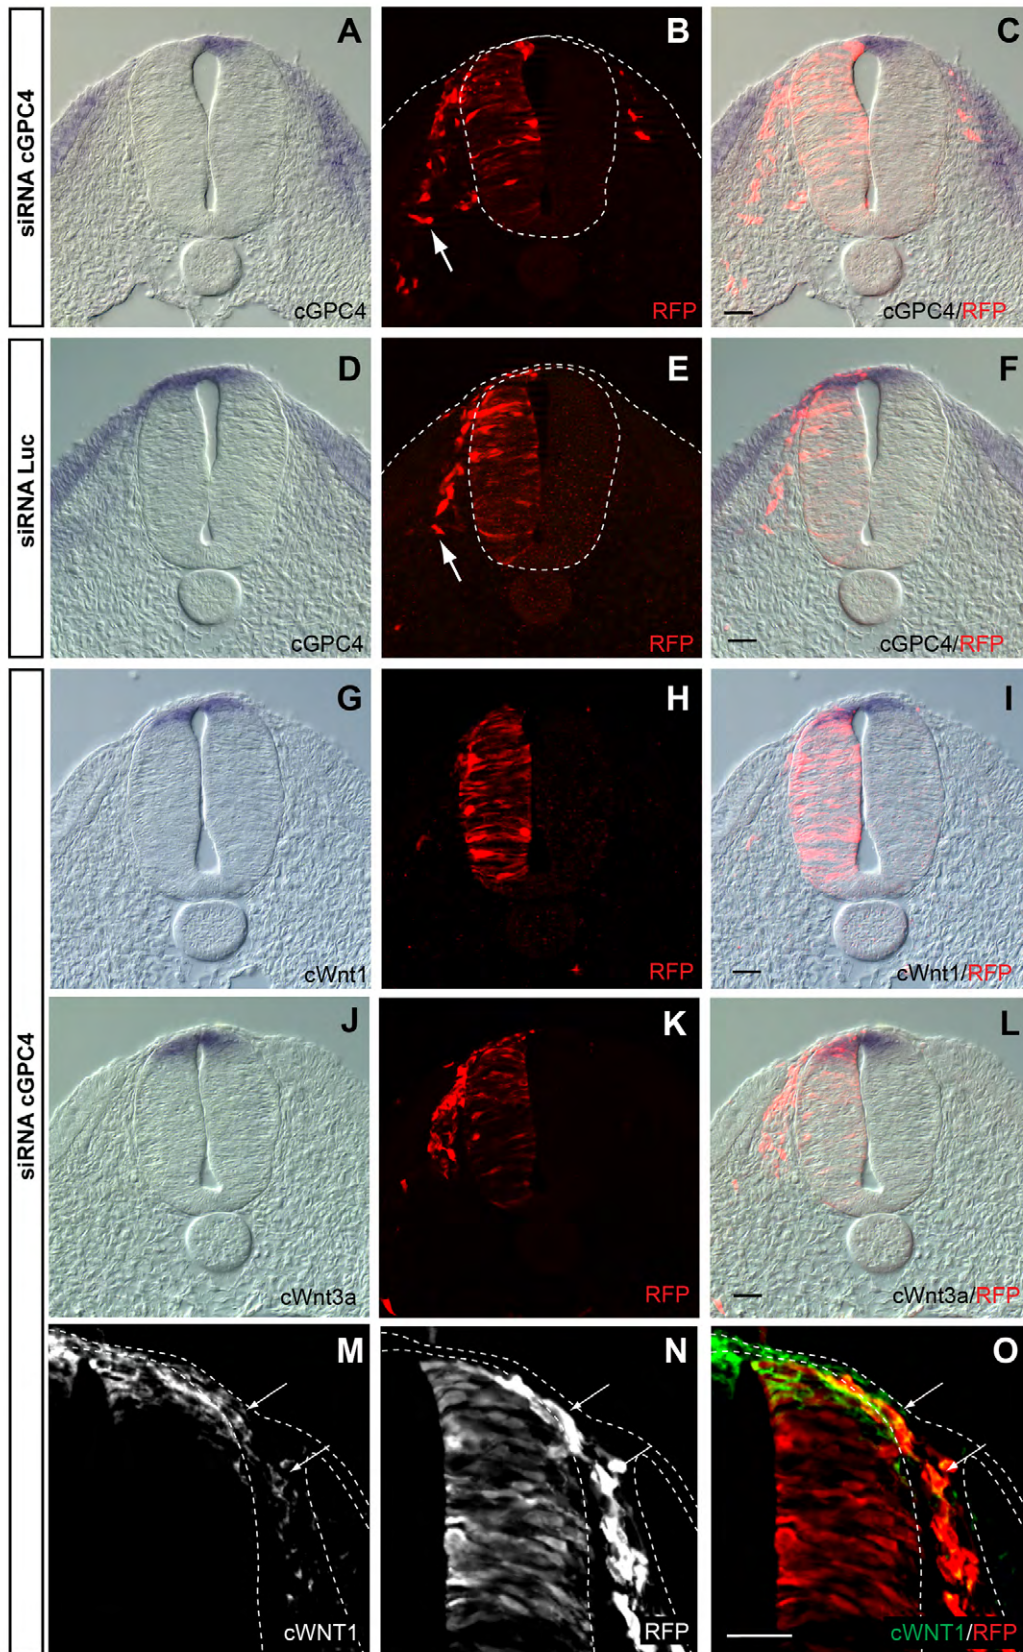 siRNA cGPC4
A
cGPC4
B
RFP
C
cGPC4/RFP
siRNA Luc
D
cGPC4
E
RFP
F
cGPC4/RFP
siRNA cGPC4
G
cWnt1
H
RFP
I
cWnt1/RFP
J
cWnt3a
K
RFP
L
cWnt3a/RFP
M
cWNT1
N
RFP
O
cWNT1/RFP